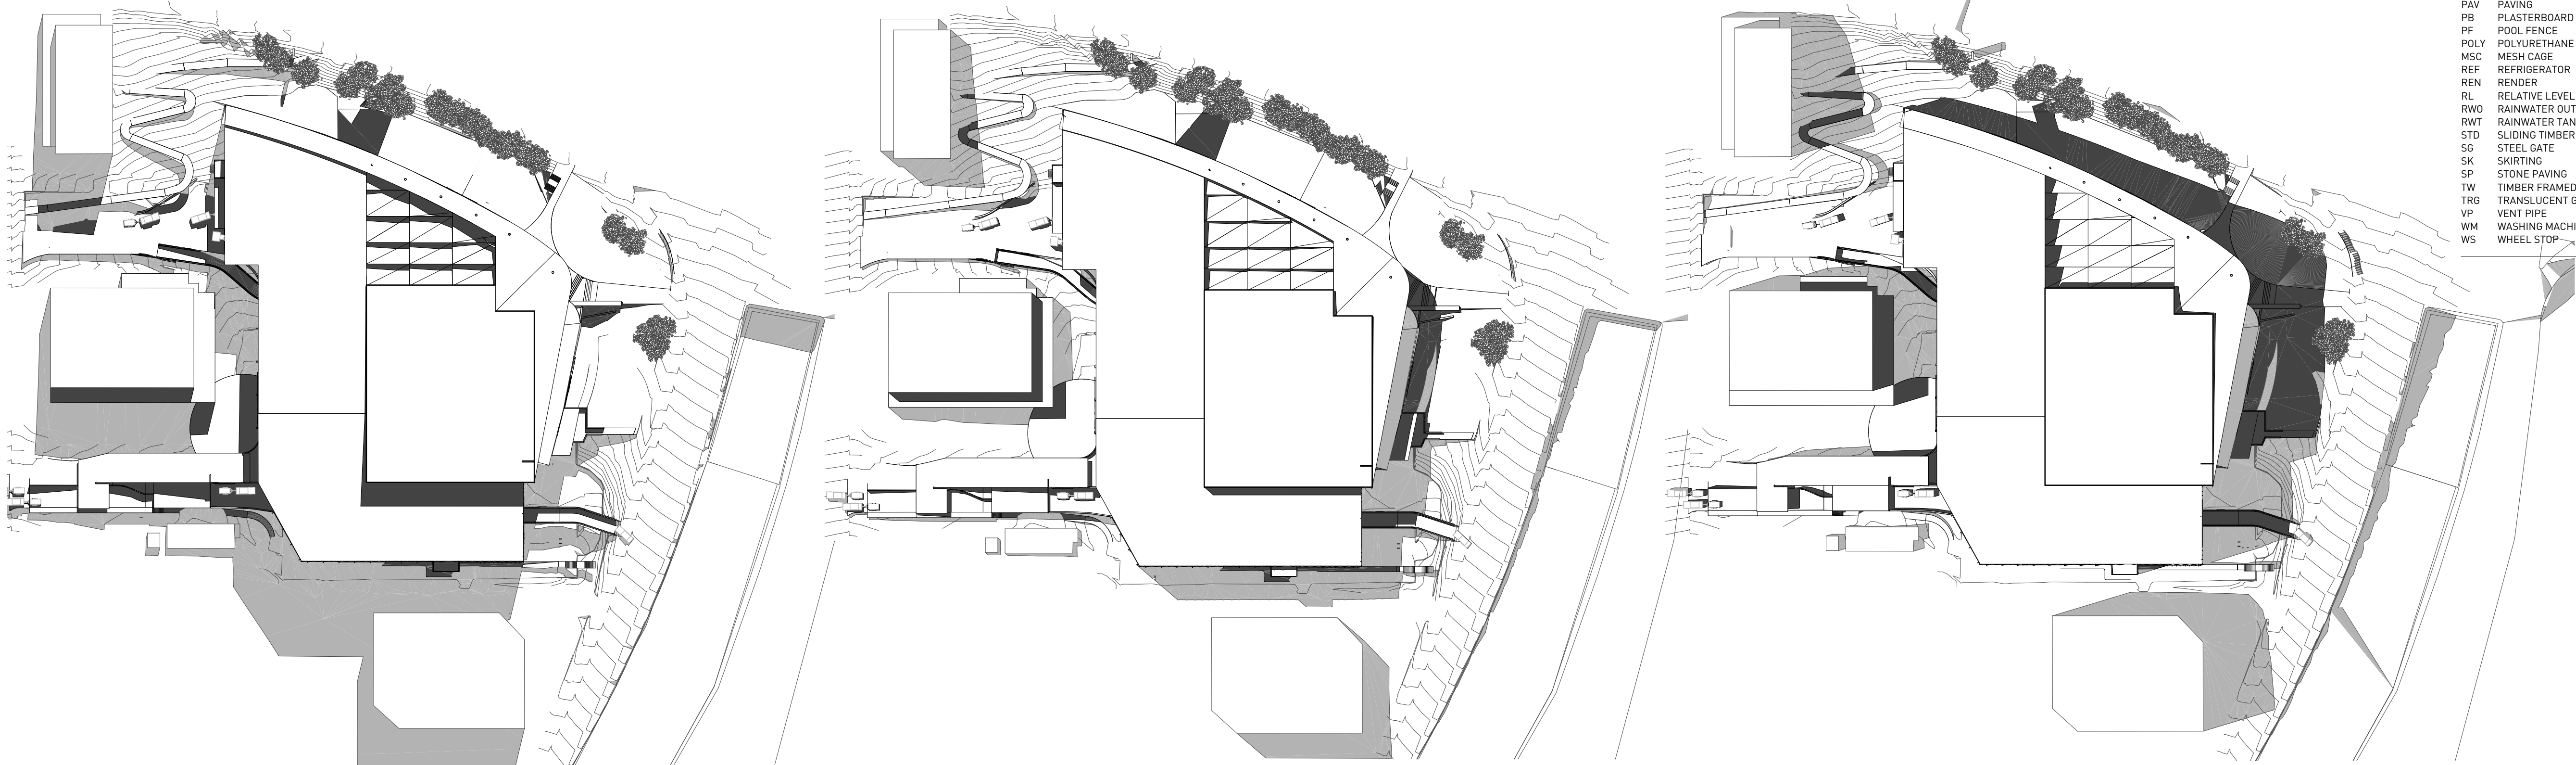 PAV PAVING
PB PLASTERBOARD
PF POOL FENCE
POLY POLYURETHANE
MSC MESH CAGE
REF REFRIGERATOR
REN RENDER
RL RELATIVE LEVEL
RWO RAINWATER OUT
RWT RAINWATER TAN
STD SLIDING TIMBER
SG STEEL GATE
SK SKIRTING
SP STONE PAVING
TW TIMBER FRAMED
TRG TRANSLUCENT G
VP VENT PIPE
WM WASHING MACHI
WS WHEEL STOP